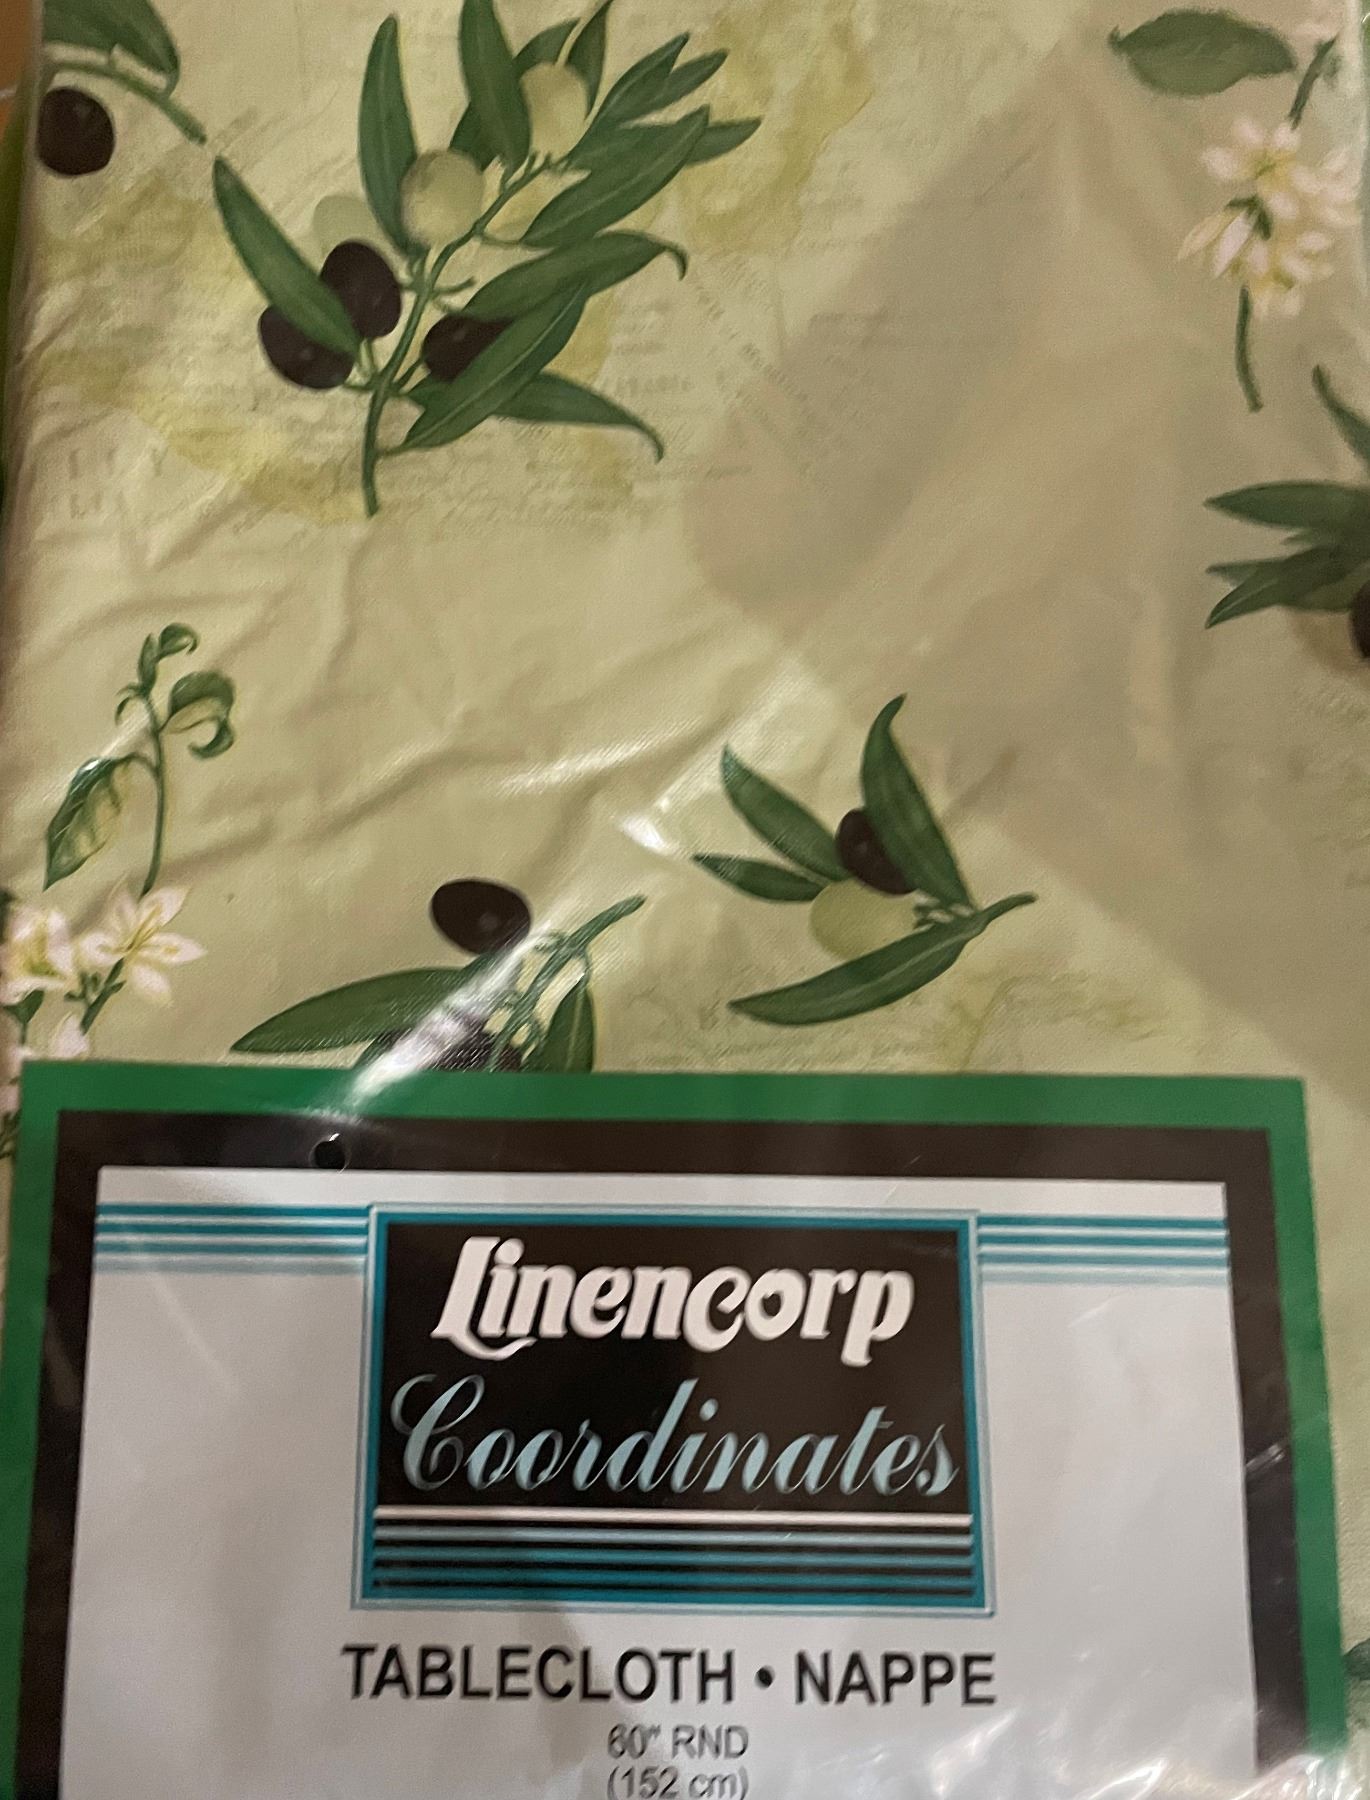 Linencorp
Coordinates
TABLECLOTH • NAPPE
60" RND
(152 cm)